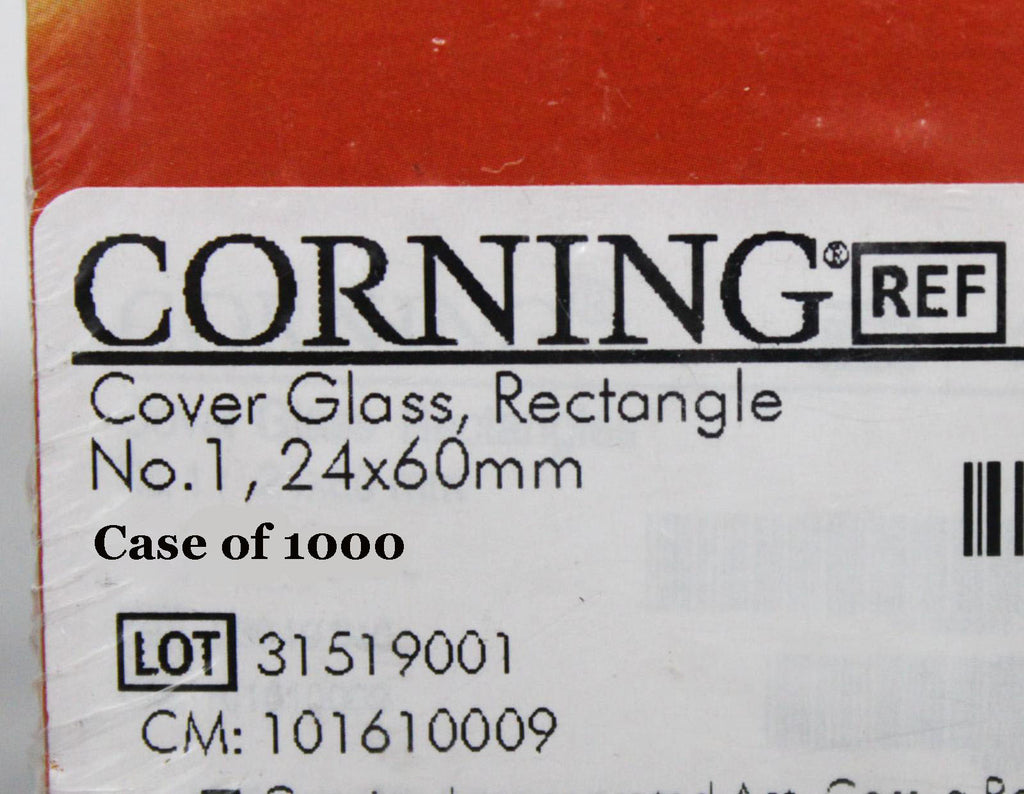 CORNING® REF
Cover Glass, Rectangle
No.1, 24x60mm
Case of 1000
LOT 31519001
CM: 101610009